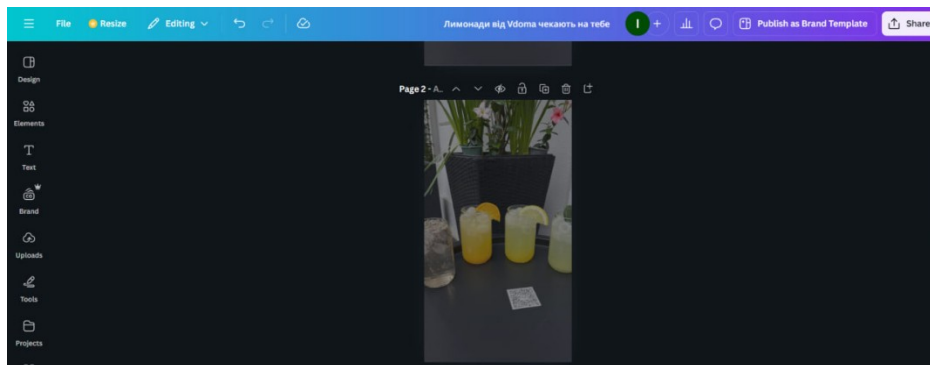 File Resize Editing Лимонади від Vdoma чекають на тебе I + Publish as Brand Template Share
Design
Page 2 - A...
Elements
Text
Brand
Uploads
Tools
Projects